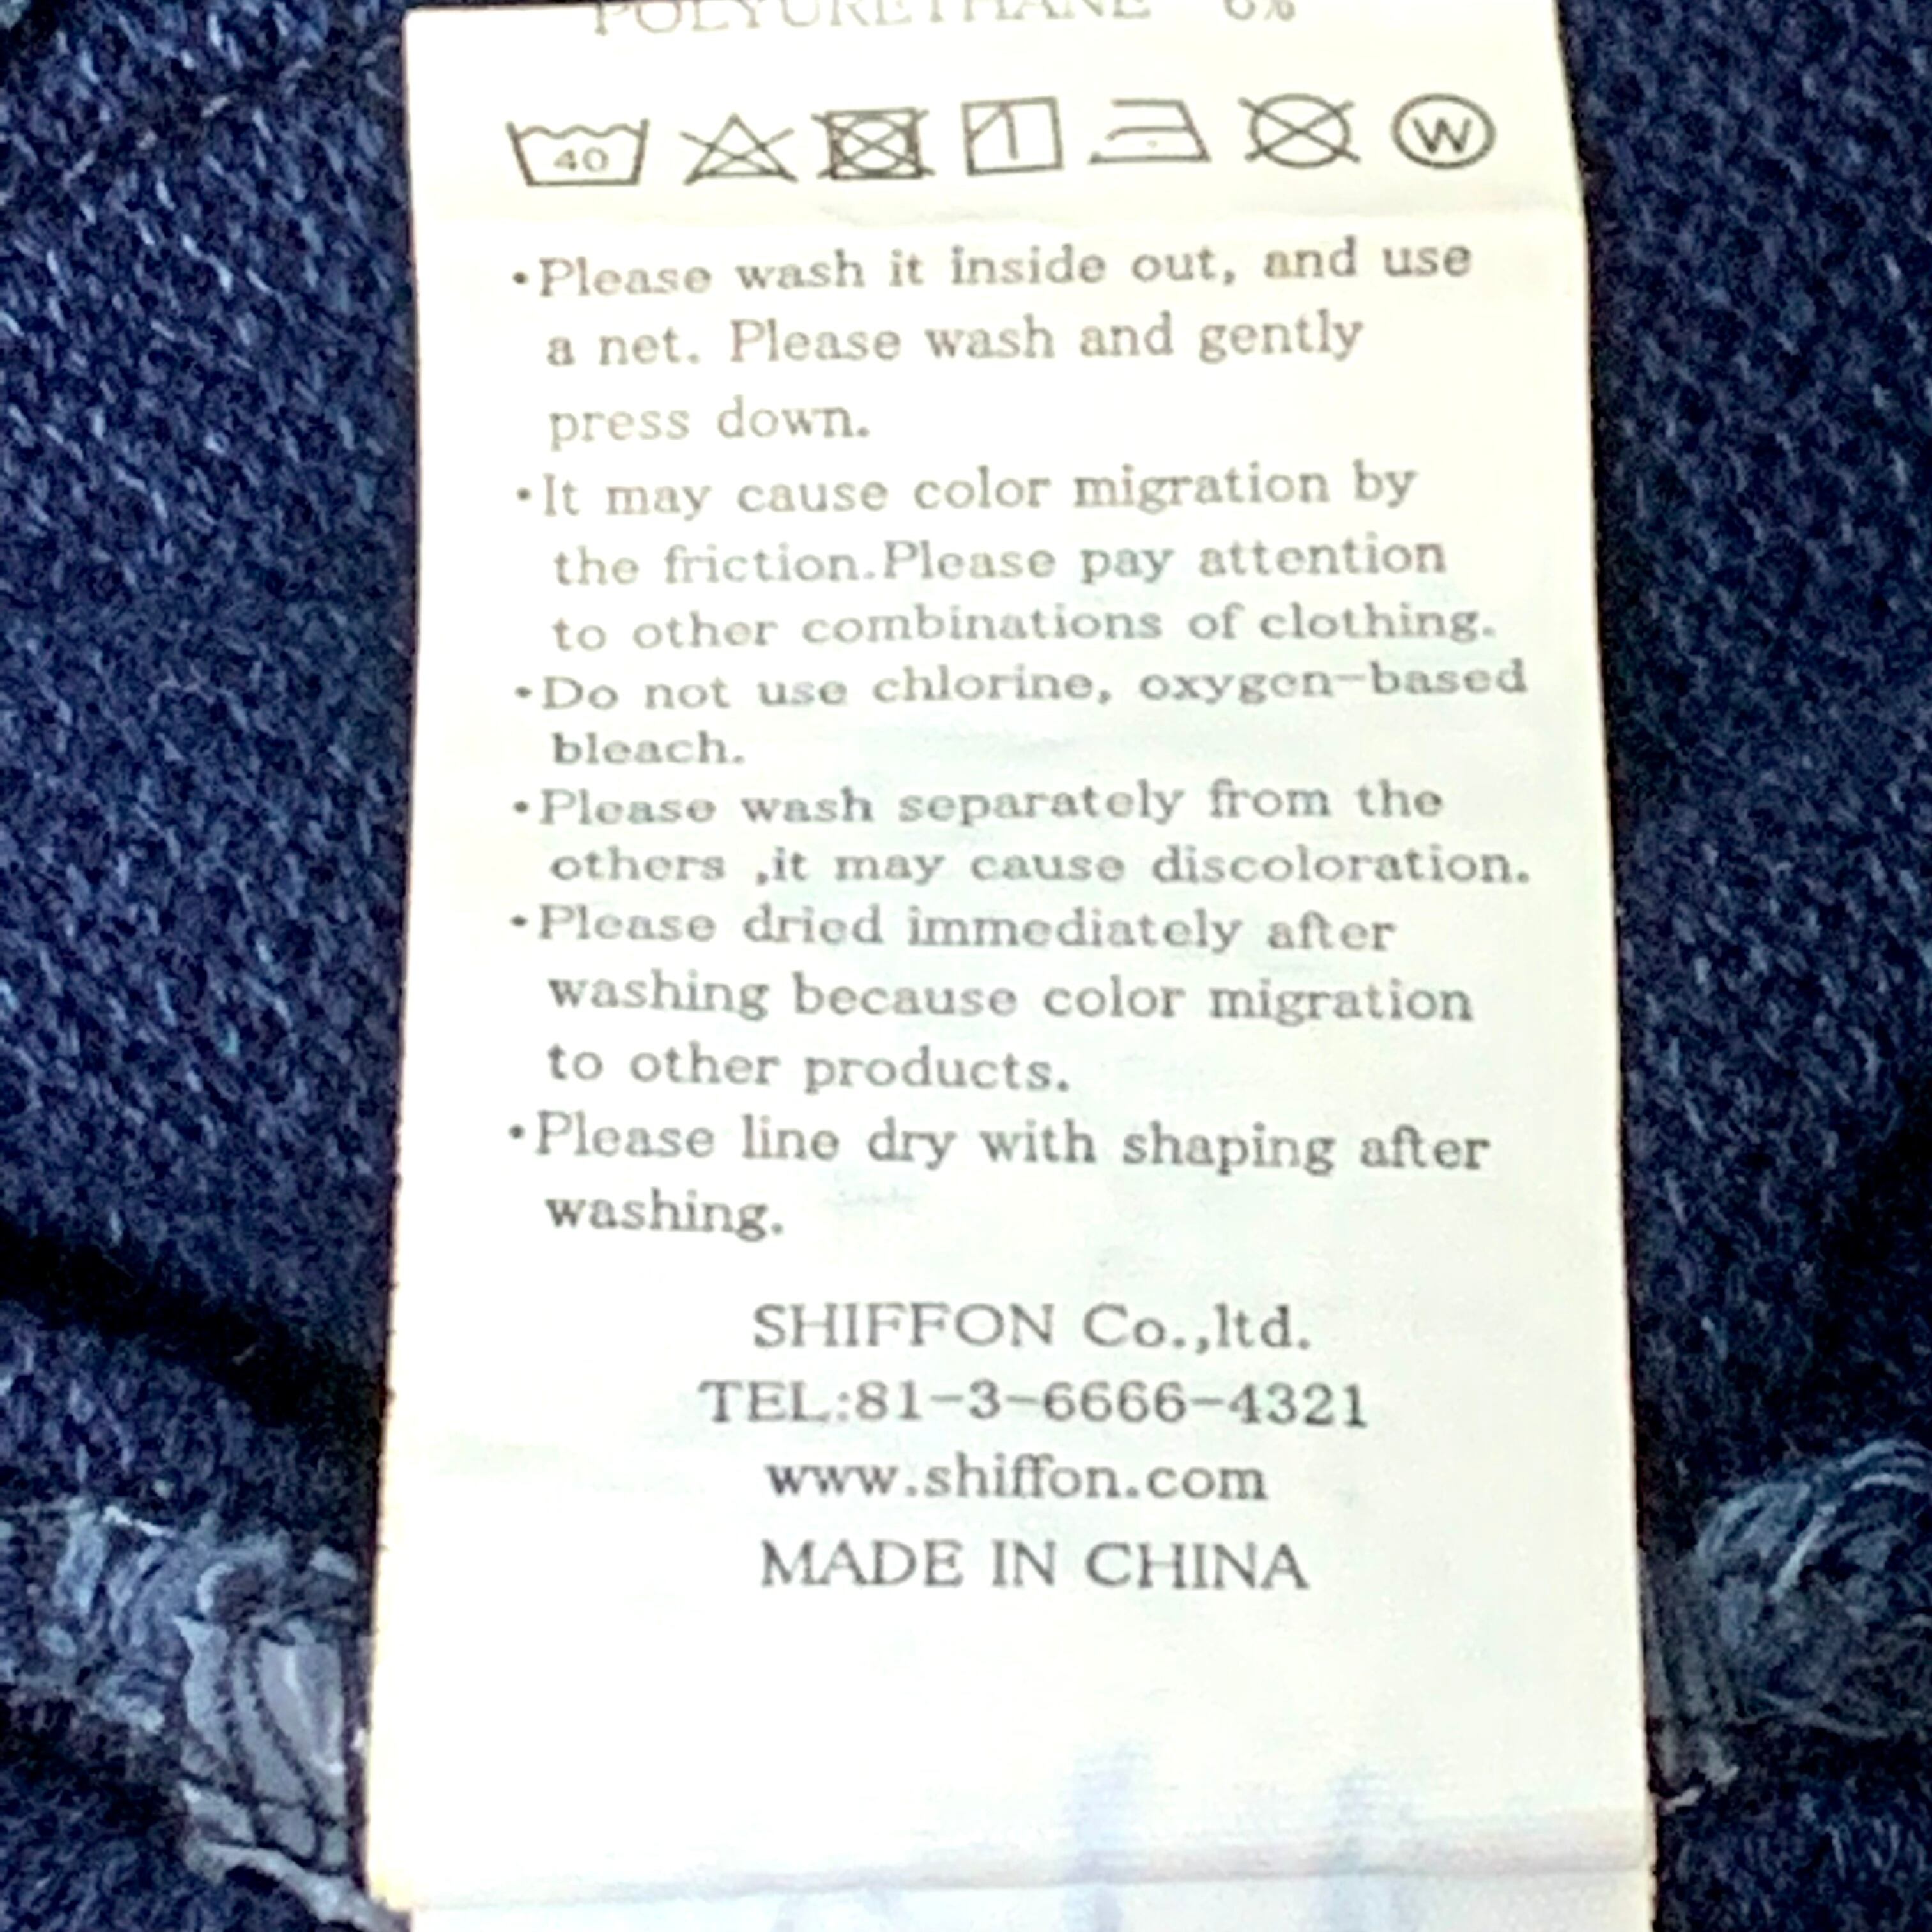 POLYURETHANE 6%
40
W
•Please wash it inside out, and use
a net. Please wash and gently
press down.
•It may cause color migration by
the friction.Please pay attention
to other combinations of clothing.
•Do not use chlorine, oxygen-based
bleach.
•Please wash separately from the
others ,it may cause discoloration.
•Please dried immediately after
washing because color migration
to other products.
•Please line dry with shaping after
washing.
SHIFFON Co.,ltd.
TEL:81-3-6666-4321
www.shiffon.com
MADE IN CHINA